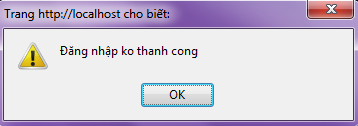 Trang http://localhost cho biết:
Đăng nhập ko thanh cong
OK